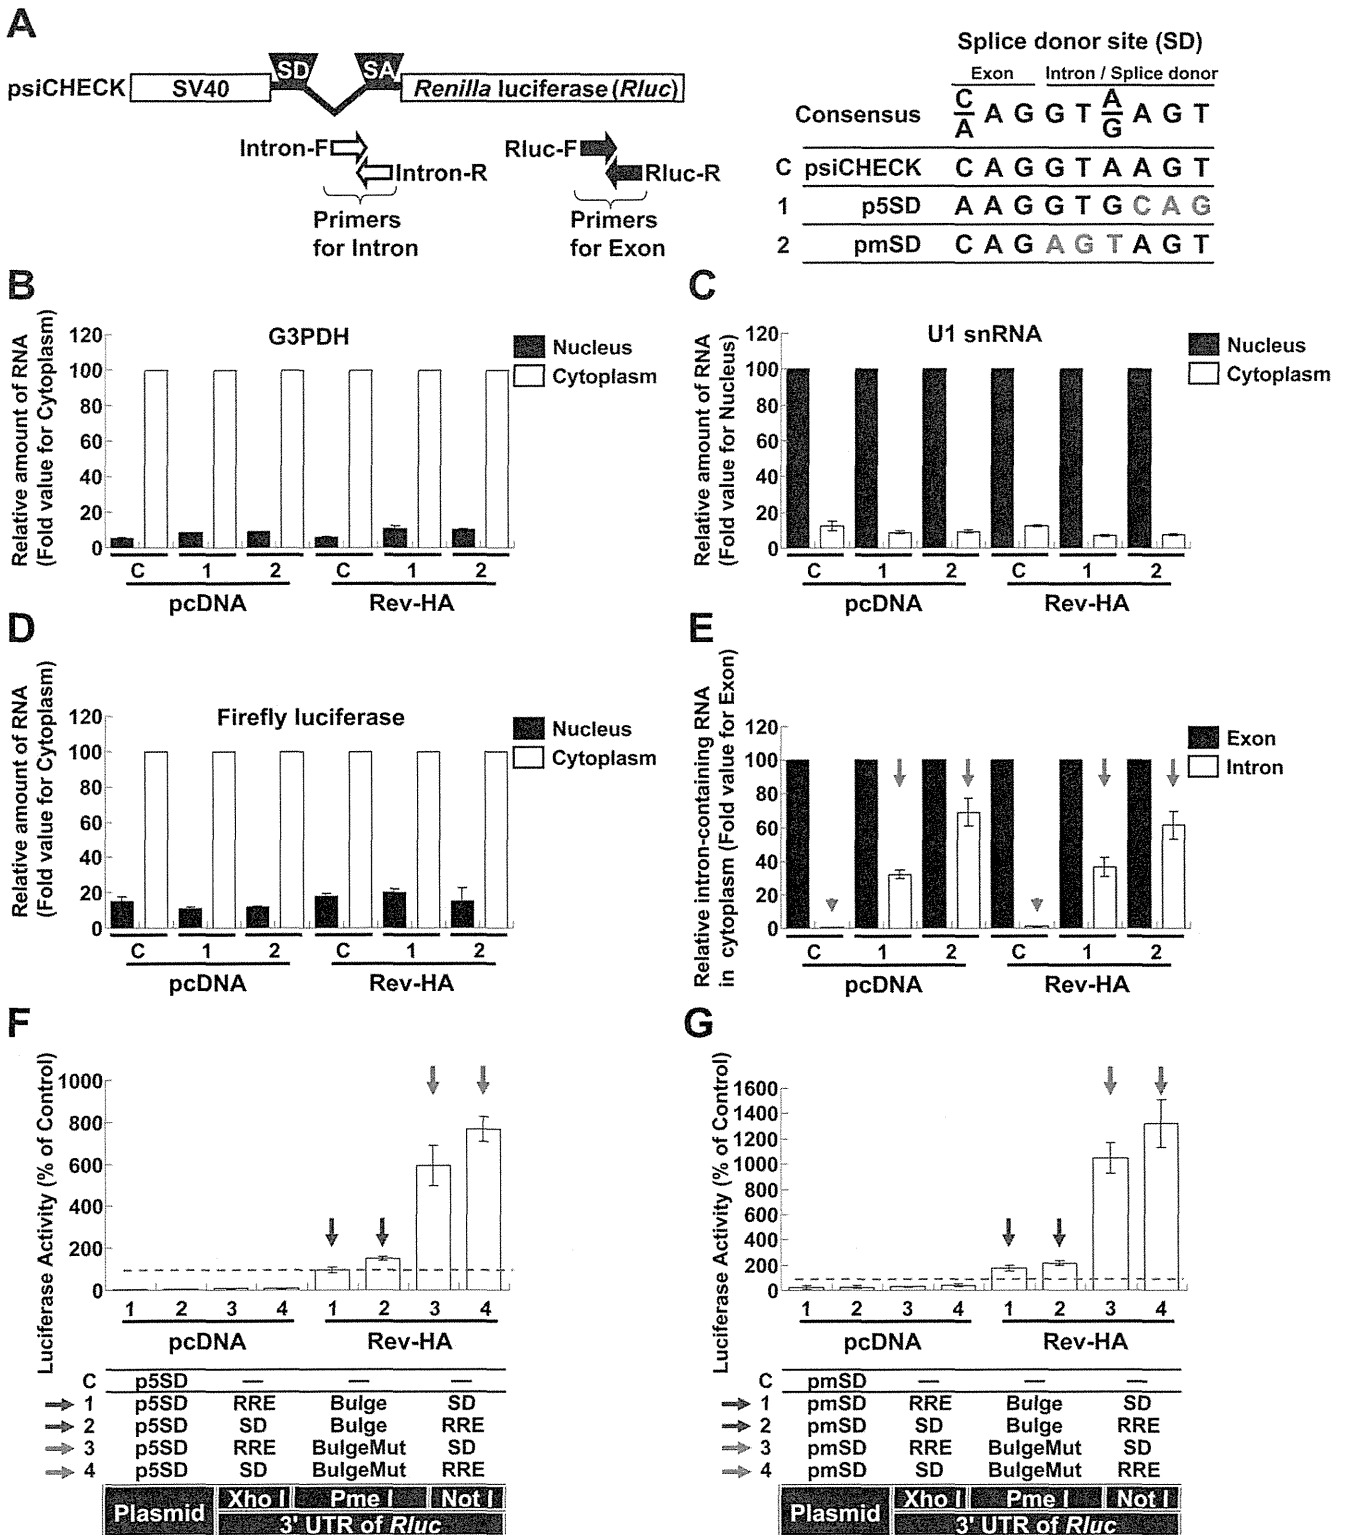 A
psiCHECK SV40 SD SA Renilla luciferase (Rluc)
Intron-F
Intron-R
Primers
for Intron
Rluc-F
Rluc-R
Primers
for Exon
Splice donor site (SD)
Exon Intron / Splice donor
Consensus C/A A G G T A/G A G T
C psiCHECK C A G G T A A G T
1 p5SD A A G G T G C A G
2 pmSD C A G A G T A G T
B
G3PDH
Relative amount of RNA
(Fold value for Cytoplasm)
120
100
80
60
40
20
0
Nucleus
Cytoplasm
C 1 2 C 1 2
pcDNA Rev-HA
C
U1 snRNA
Relative amount of RNA
(Fold value for Nucleus)
120
100
80
60
40
20
0
Nucleus
Cytoplasm
C 1 2 C 1 2
pcDNA Rev-HA
D
Firefly luciferase
Relative amount of RNA
(Fold value for Cytoplasm)
120
100
80
60
40
20
0
Nucleus
Cytoplasm
C 1 2 C 1 2
pcDNA Rev-HA
E
Relative intron-containing RNA
in cytoplasm (Fold value for Exon)
120
100
80
60
40
20
0
Exon
Intron
C 1 2 C 1 2
pcDNA Rev-HA
F
Luciferase Activity (% of Control)
1000
800
600
400
200
0
1 2 3 4 1 2 3 4
pcDNA Rev-HA
C p5SD — — —
1 p5SD RRE Bulge SD
2 p5SD SD Bulge RRE
3 p5SD RRE BulgeMut SD
4 p5SD SD BulgeMut RRE
Plasmid Xho I Pme I Not I
3' UTR of Rluc
G
Luciferase Activity (% of Control)
1600
1400
1200
1000
800
600
400
200
0
1 2 3 4 1 2 3 4
pcDNA Rev-HA
C pmSD — — —
1 pmSD RRE Bulge SD
2 pmSD SD Bulge RRE
3 pmSD RRE BulgeMut SD
4 pmSD SD BulgeMut RRE
Plasmid Xho I Pme I Not I
3' UTR of Rluc